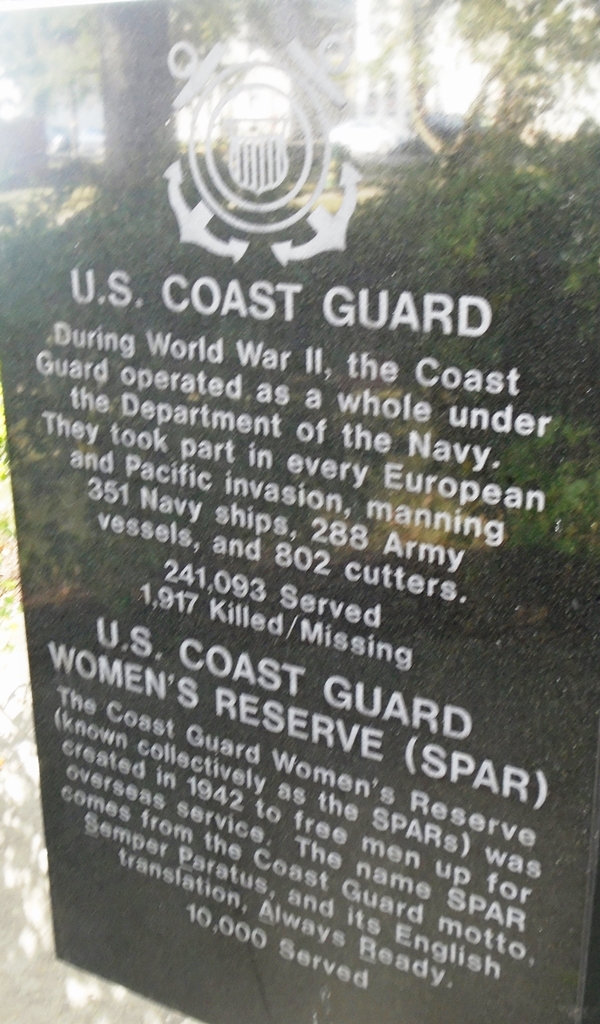 U.S. COAST GUARD
During World War II, the Coast
Guard operated as a whole under
the Department of the Navy.
They took part in every European
and Pacific invasion, manning
351 Navy ships, 288 Army
vessels, and 802 cutters.
241,093 Served
1,917 Killed/Missing
U.S. COAST GUARD
WOMEN'S RESERVE (SPAR)
The Coast Guard Women's Reserve
(known collectively as the SPARs) was
created in 1942 to free men up for
overseas service. The name SPAR
comes from the Coast Guard motto,
Semper Paratus, and its English
translation, Always Ready.
10,000 Served